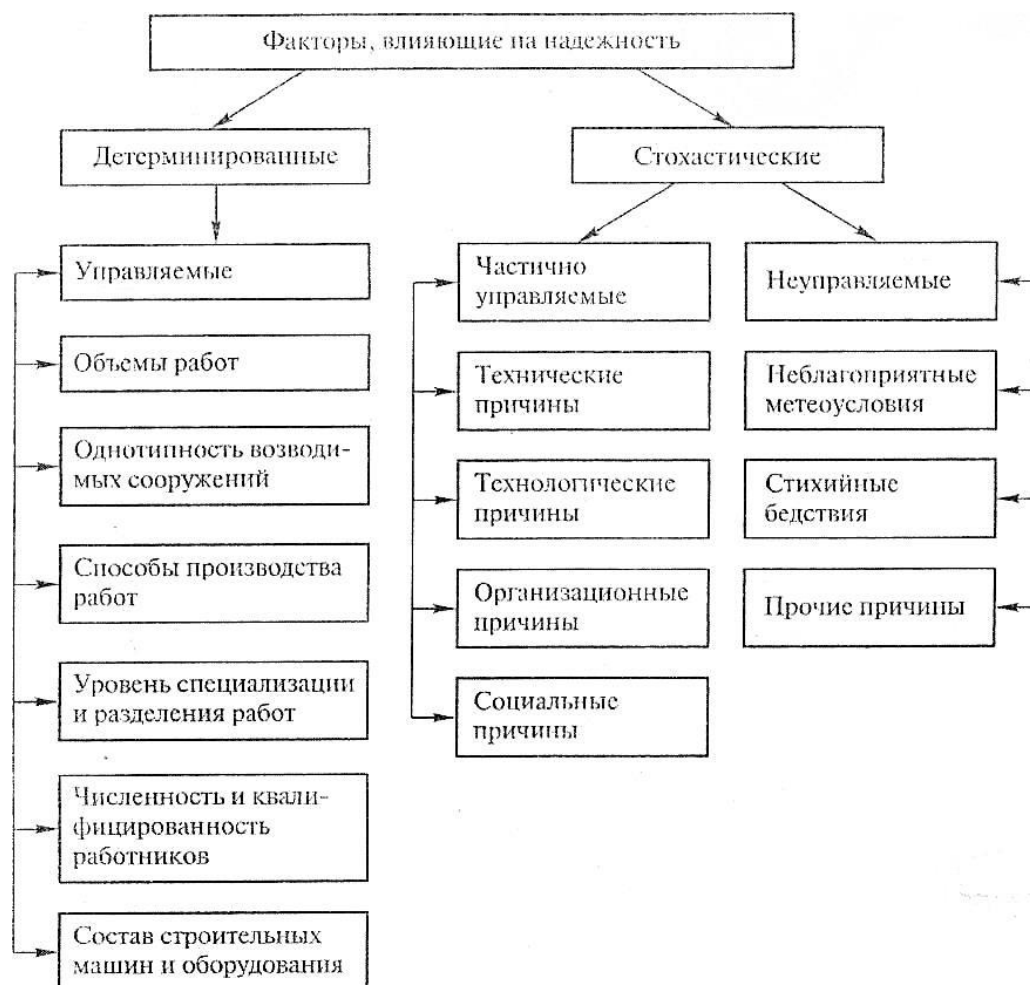 Факторы, влияющие на надежность
Детерминированные
Стохастические
Управляемые
Объемы работ
Однотипность возводи-
мых сооружений
Способы производства
работ
Уровень специализации
и разделения работ
Численность и квали-
фицированность
работников
Состав строительных
машин и оборудования
Частично
управляемые
Технические
причины
Технологические
причины
Организационные
причины
Социальные
причины
Неуправляемые
Неблагоприятные
метеоусловия
Стихийные
бедствия
Прочие причины